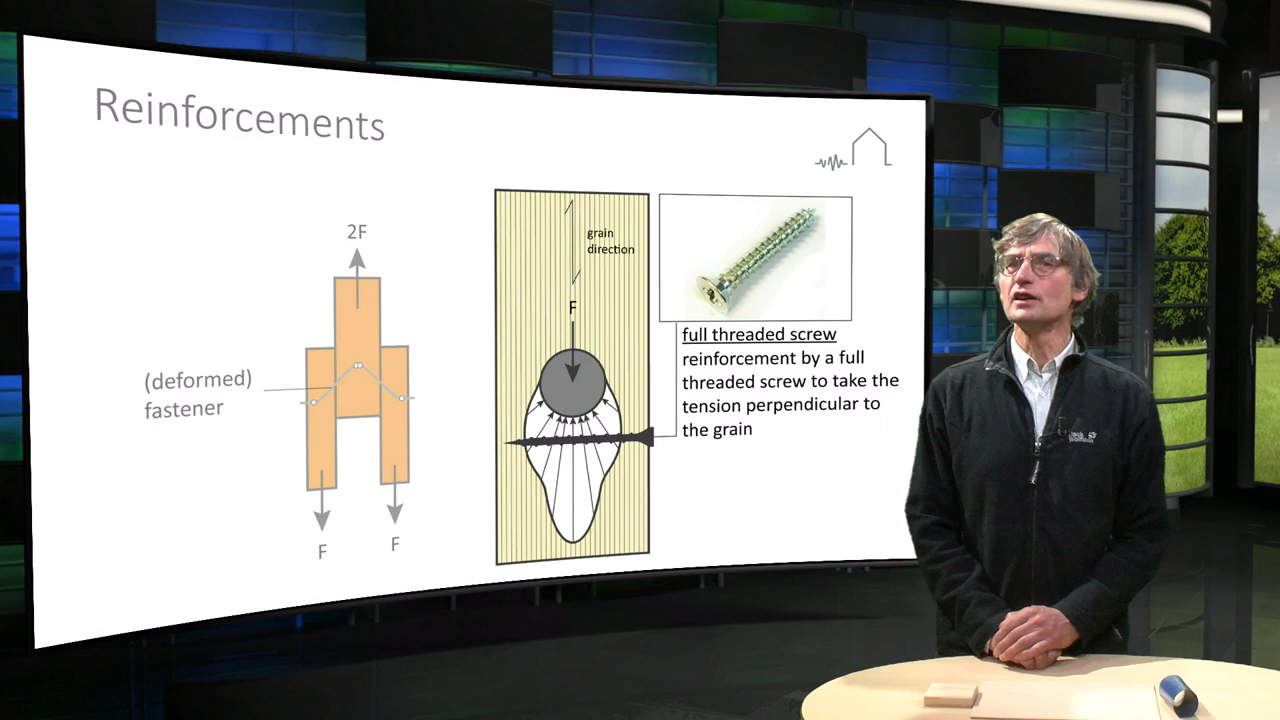 Reinforcements
2F
(deformed)
fastener
F
F
grain
direction
F
full threaded screw
reinforcement by a full
threaded screw to take the
tension perpendicular to
the grain